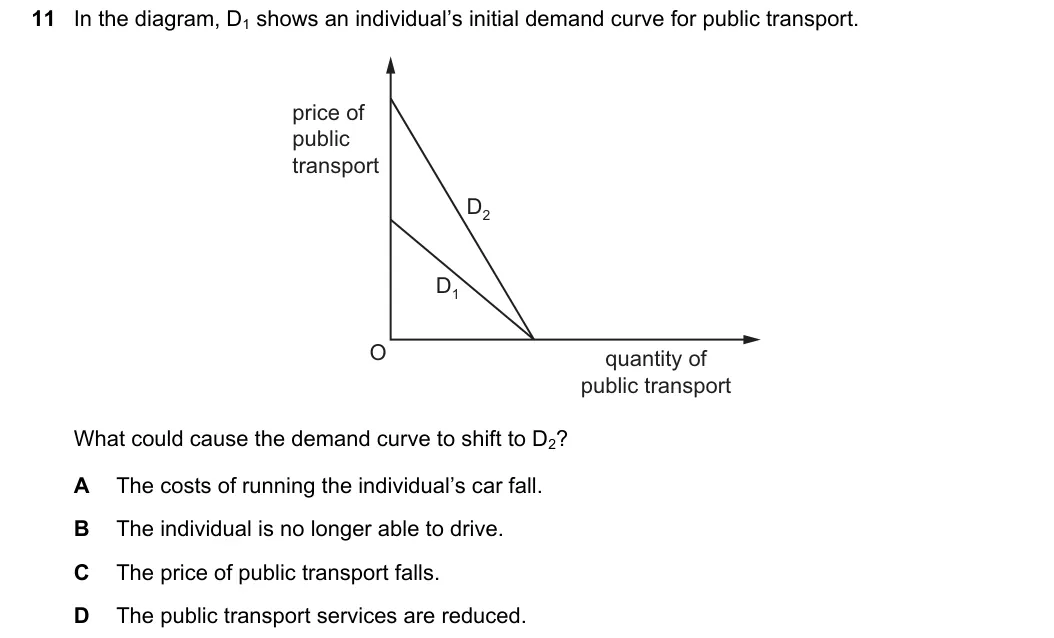 11 In the diagram, D₁ shows an individual's initial demand curve for public transport.
price of
public
transport
D₂
D₁
O
quantity of
public transport
What could cause the demand curve to shift to D₂?
A The costs of running the individual's car fall.
B The individual is no longer able to drive.
C The price of public transport falls.
D The public transport services are reduced.